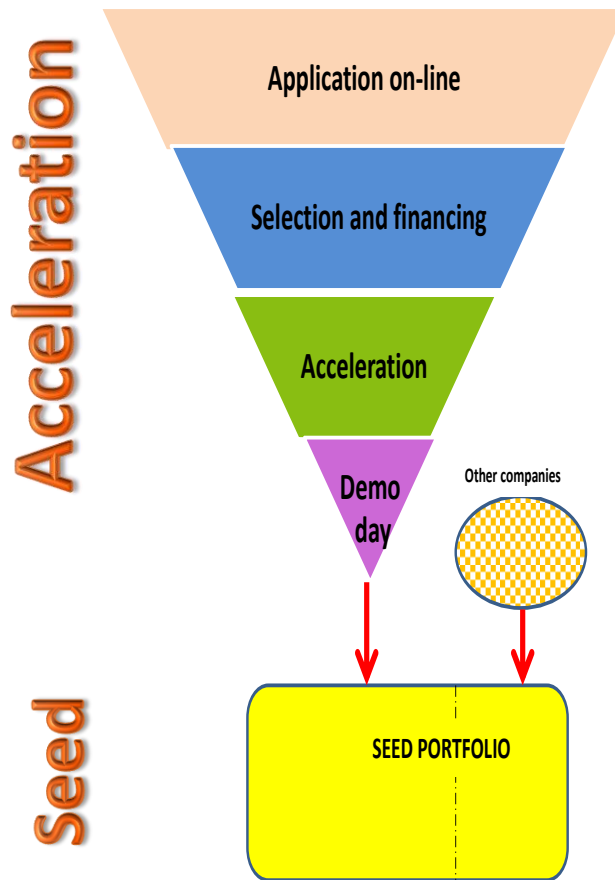 Acceleration
Application on-line
Selection and financing
Acceleration
Demo
day
Other companies
Seed
SEED PORTFOLIO